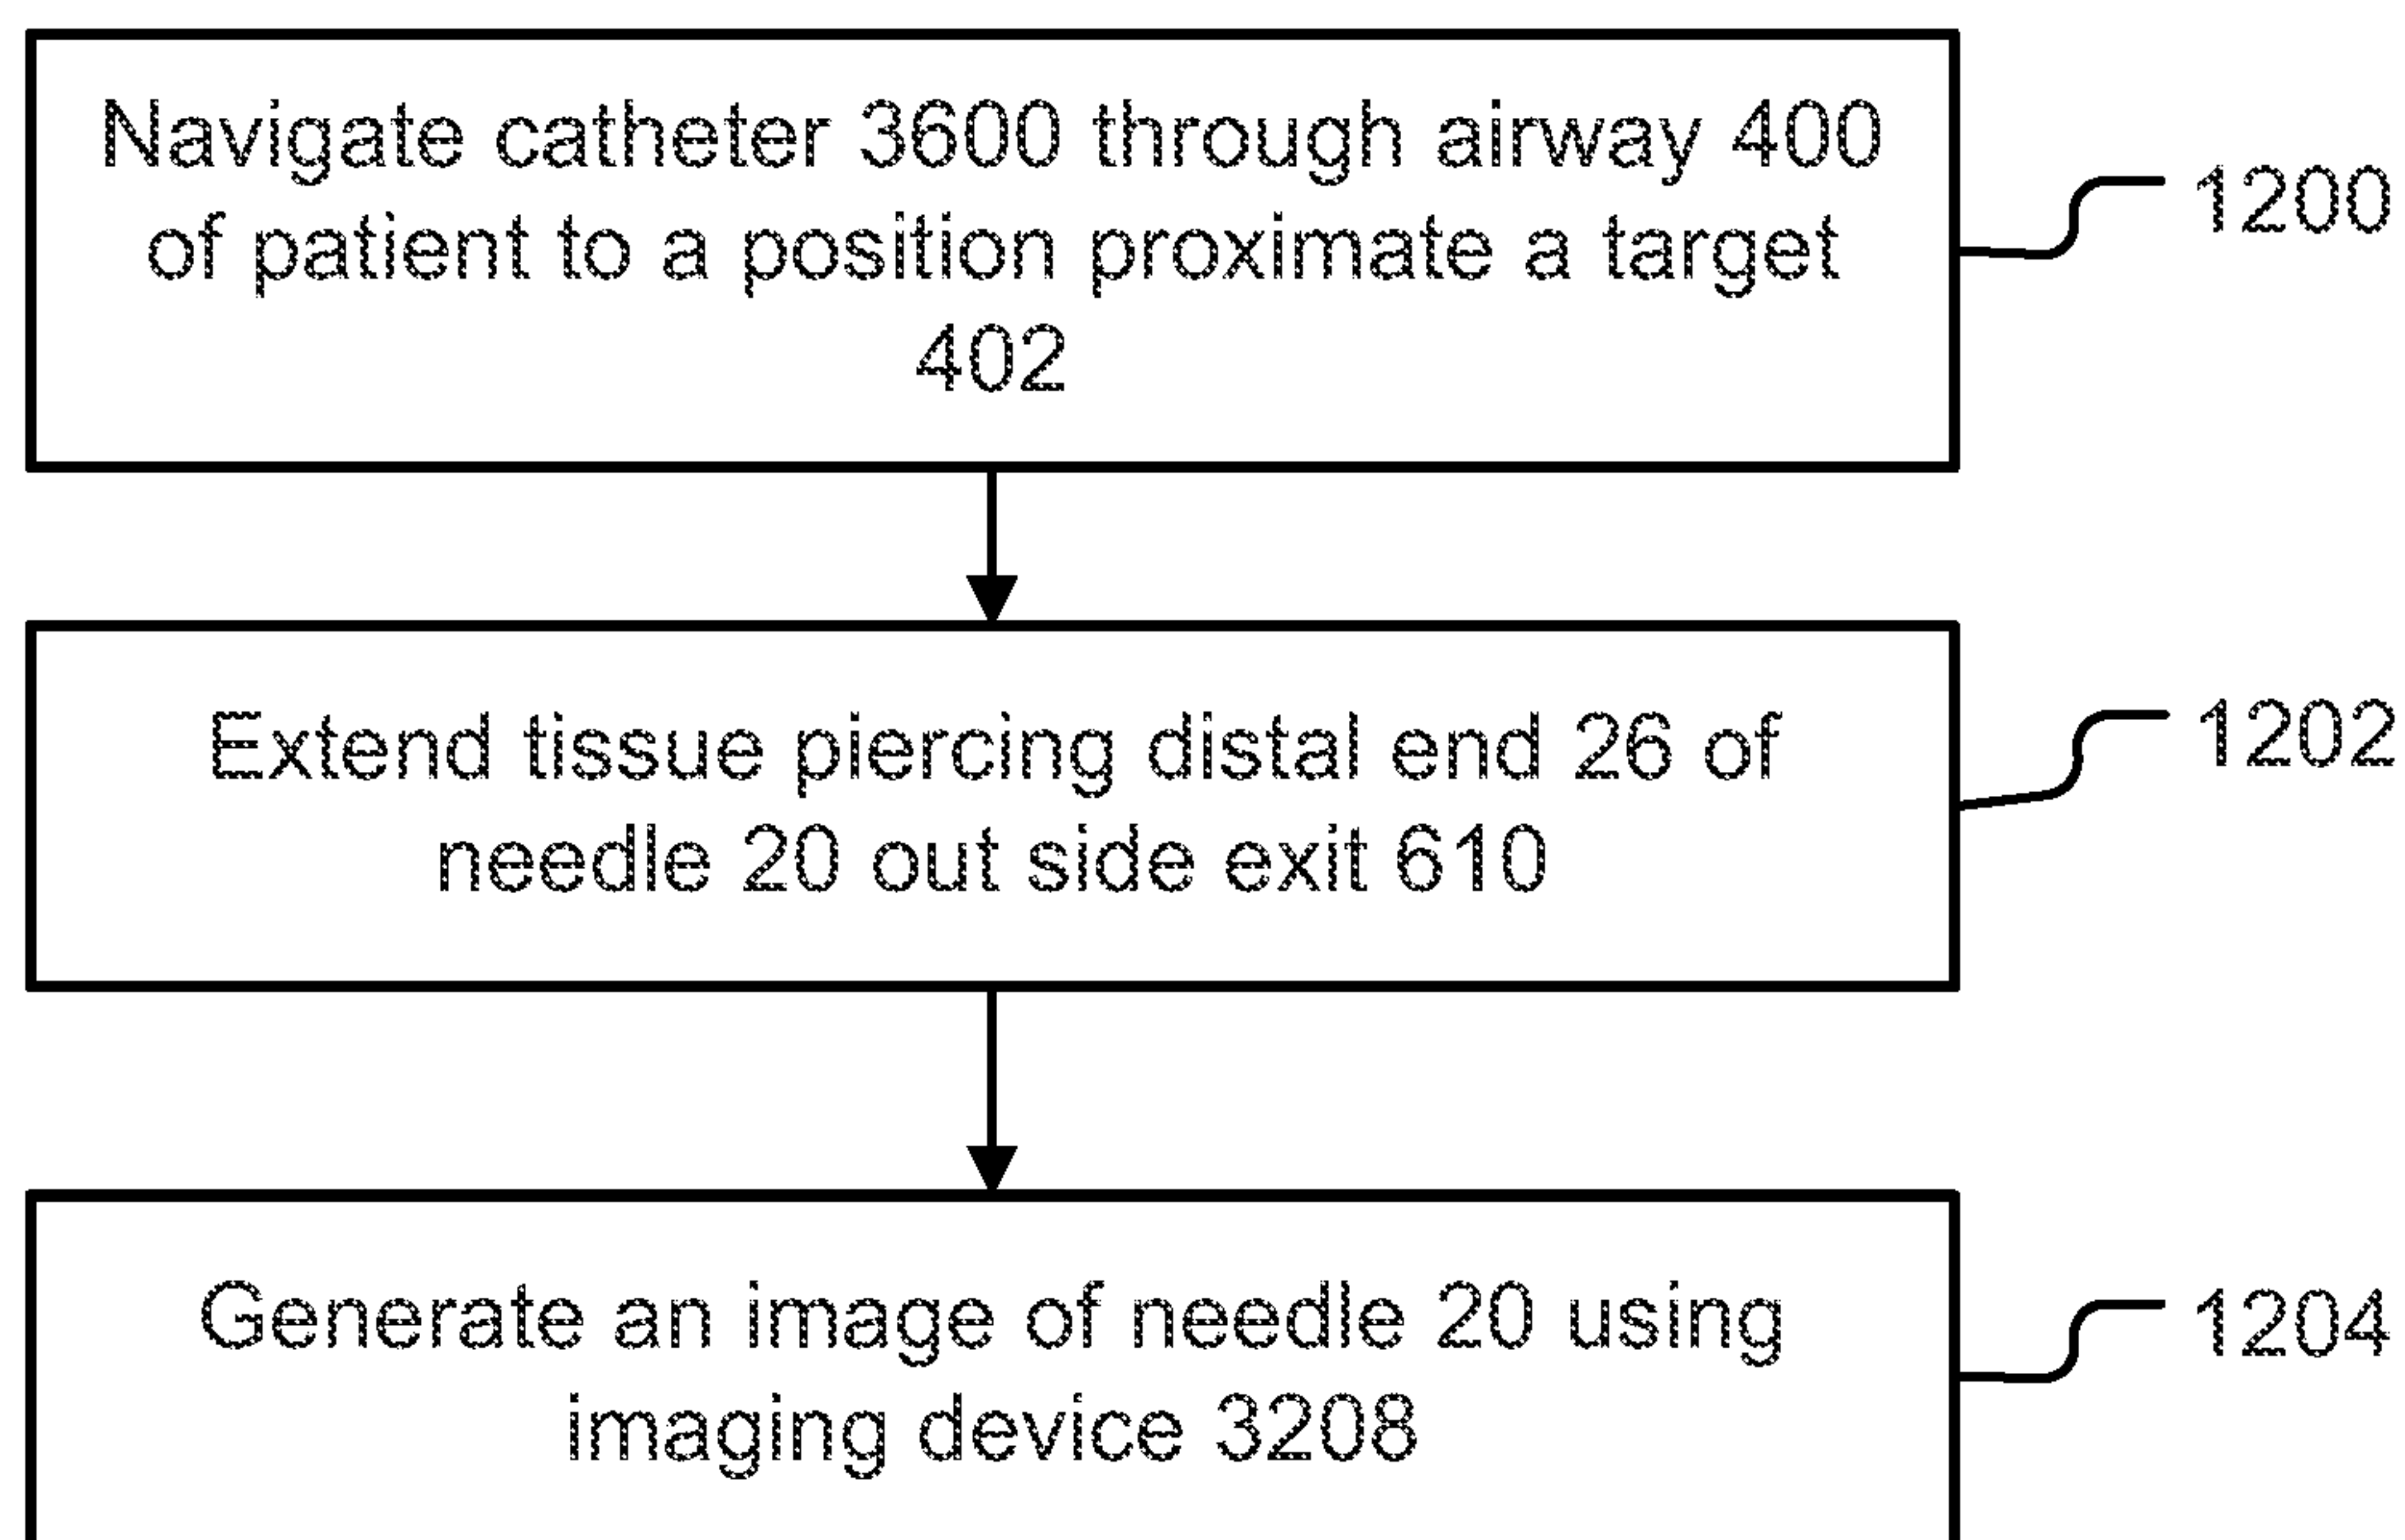 Navigate catheter 3600 through airway 400
of patient to a position proximate a target
402
1200
Extend tissue piercing distal end 26 of
needle 20 out side exit 610
1202
Generate an image of needle 20 using
imaging device 3208
1204